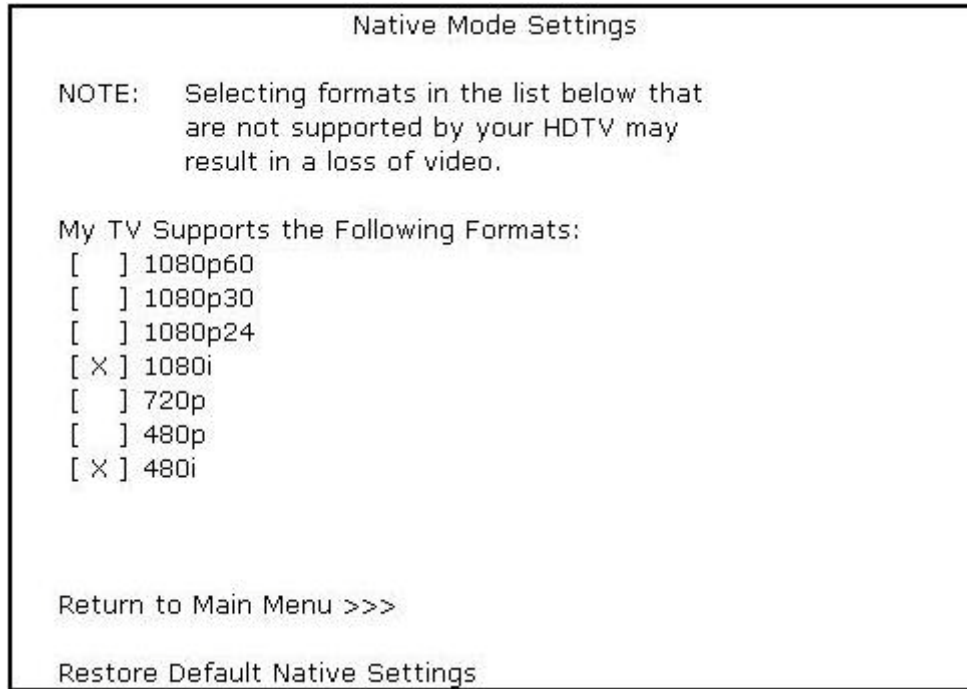 Native Mode Settings
NOTE: Selecting formats in the list below that
are not supported by your HDTV may
result in a loss of video.
My TV Supports the Following Formats:
[   ] 1080p60
[   ] 1080p30
[   ] 1080p24
[ X ] 1080i
[   ] 720p
[   ] 480p
[ X ] 480i
Return to Main Menu >>>
Restore Default Native Settings